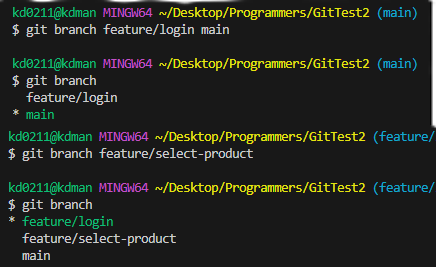 kd0211@kdman MINGW64 ~/Desktop/Programmers/GitTest2 (main)
$ git branch feature/login main
kd0211@kdman MINGW64 ~/Desktop/Programmers/GitTest2 (main)
$ git branch
feature/login
* main
kd0211@kdman MINGW64 ~/Desktop/Programmers/GitTest2 (feature/
$ git branch feature/select-product
kd0211@kdman MINGW64 ~/Desktop/Programmers/GitTest2 (feature/
$ git branch
* feature/login
feature/select-product
main